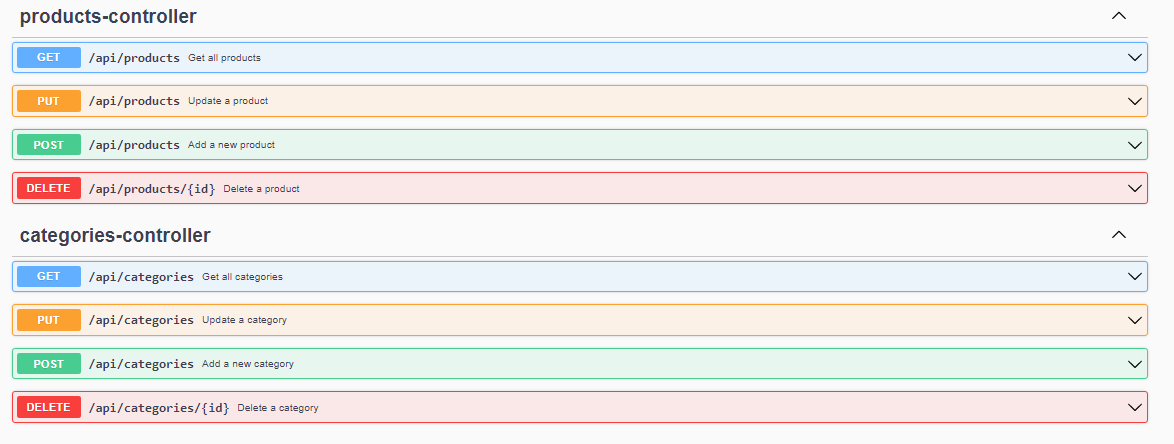 products-controller
GET /api/products Get all products
PUT /api/products Update a product
POST /api/products Add a new product
DELETE /api/products/{id} Delete a product
categories-controller
GET /api/categories Get all categories
PUT /api/categories Update a category
POST /api/categories Add a new category
DELETE /api/categories/{id} Delete a category